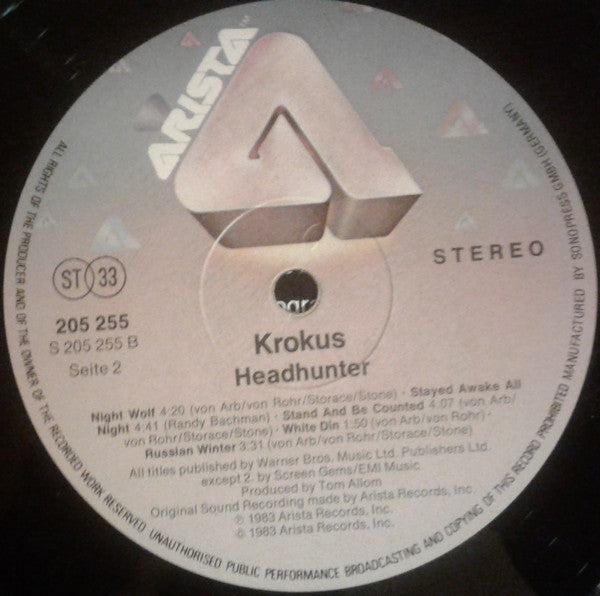 ARISTA
STEREO
ST 33
205 255
S 205 255 B
Seite 2
Krokus
Headhunter
Night Wolf 4:20 (von Arb/von Rohr/Storace/Stone) · Stayed Awake All
Night 4:41 (Randy Bachman) · Stand And Be Counted 4:07 (von Arb/
von Rohr/Storace/Stone) · White Din 1:50 (von Arb/von Rohr) ·
Russian Winter 3:31 (von Arb/von Rohr/Storace/Stone)
All titles published by Warner Bros. Music Ltd. Publishers Ltd.
except 2. by Screen Gems/EMI Music
Produced by Tom Allom
Original Sound Recording made by Arista Records, Inc.
℗ 1983 Arista Records, Inc.
© 1983 Arista Records, Inc.
ALL RIGHTS OF THE PRODUCER AND OF THE OWNER OF THE RECORDED WORK RESERVED UNAUTHORISED PUBLIC PERFORMANCE BROADCASTING AND COPYING OF THIS RECORD PROHIBITED MANUFACTURED BY SONOPRESS GMBH (GERMANY)